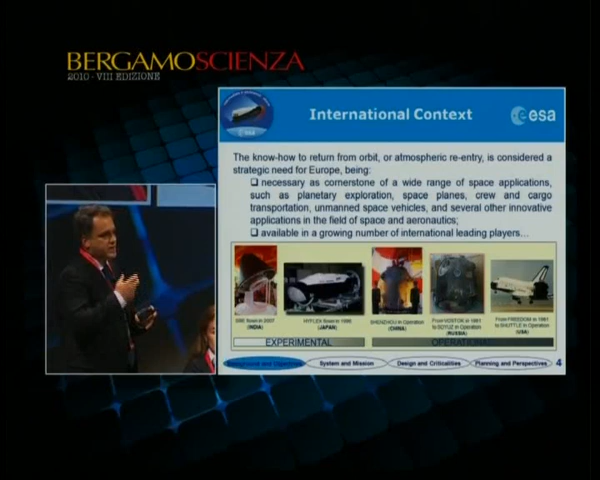 BERGAMOSCIENZA
2010 - VIII EDIZIONE
International Context
esa
esa
The know-how to return from orbit, or atmospheric re-entry, is considered a
strategic need for Europe, being:
❑ necessary as cornerstone of a wide range of space applications,
such as planetary exploration, space planes, crew and cargo
transportation, unmanned space vehicles, and several other innovative
applications in the field of space and aeronautics;
❑ available in a growing number of international leading players…
SRE flown in 2007
(INDIA)
HYFLEX flown in 1996
(JAPAN)
SHENZHOU in Operation
(CHINA)
From VOSTOK in 1961
to SOYUZ in Operation
(RUSSIA)
From FREEDOM in 1961
to SHUTTLE in Operation
(USA)
EXPERIMENTAL
OPERATIONAL
Background and Objectives
System and Mission
Design and Criticalities
Planning and Perspectives
4